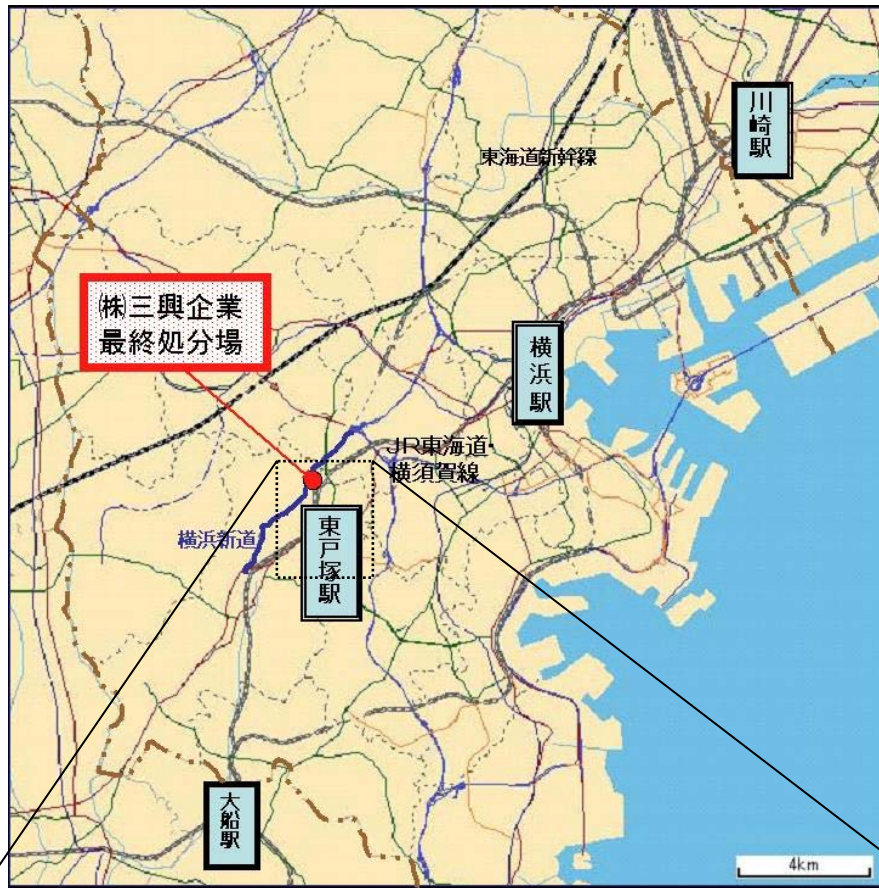 川崎駅
東海道新幹線
㈱三興企業
最終処分場
横浜駅
JR東海道・
横須賀線
横浜新道
東戸塚駅
大船駅
4km